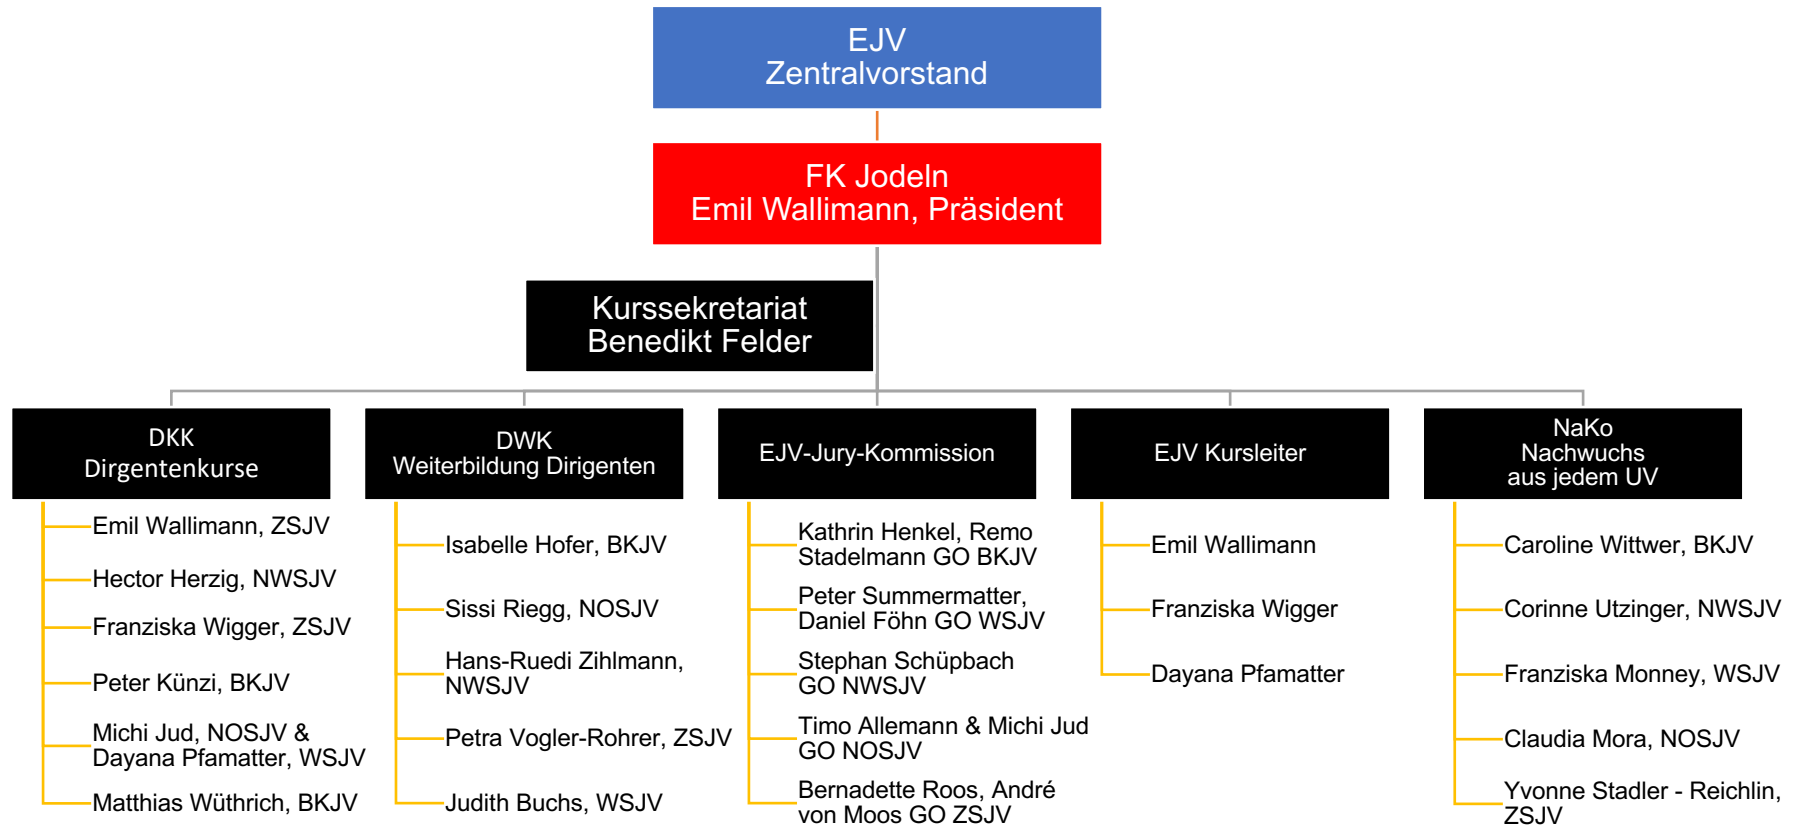 EJV
Zentralvorstand
FK Jodeln
Emil Wallimann, Präsident
Kurssekretariat
Benedikt Felder
DKK
Dirgentenkurse
Emil Wallimann, ZSJV
Hector Herzig, NWSJV
Franziska Wigger, ZSJV
Peter Künzi, BKJV
Michi Jud, NOSJV &
Dayana Pfamatter, WSJV
Matthias Wüthrich, BKJV
DWK
Weiterbildung Dirigenten
Isabelle Hofer, BKJV
Sissi Riegg, NOSJV
Hans-Ruedi Zihlmann,
NWSJV
Petra Vogler-Rohrer, ZSJV
Judith Buchs, WSJV
EJV-Jury-Kommission
Kathrin Henkel, Remo
Stadelmann GO BKJV
Peter Summermatter,
Daniel Föhn GO WSJV
Stephan Schüpbach
GO NWSJV
Timo Allemann & Michi Jud
GO NOSJV
Bernadette Roos, André
von Moos GO ZSJV
EJV Kursleiter
Emil Wallimann
Franziska Wigger
Dayana Pfamatter
NaKo
Nachwuchs
aus jedem UV
Caroline Wittwer, BKJV
Corinne Utzinger, NWSJV
Franziska Monney, WSJV
Claudia Mora, NOSJV
Yvonne Stadler - Reichlin,
ZSJV